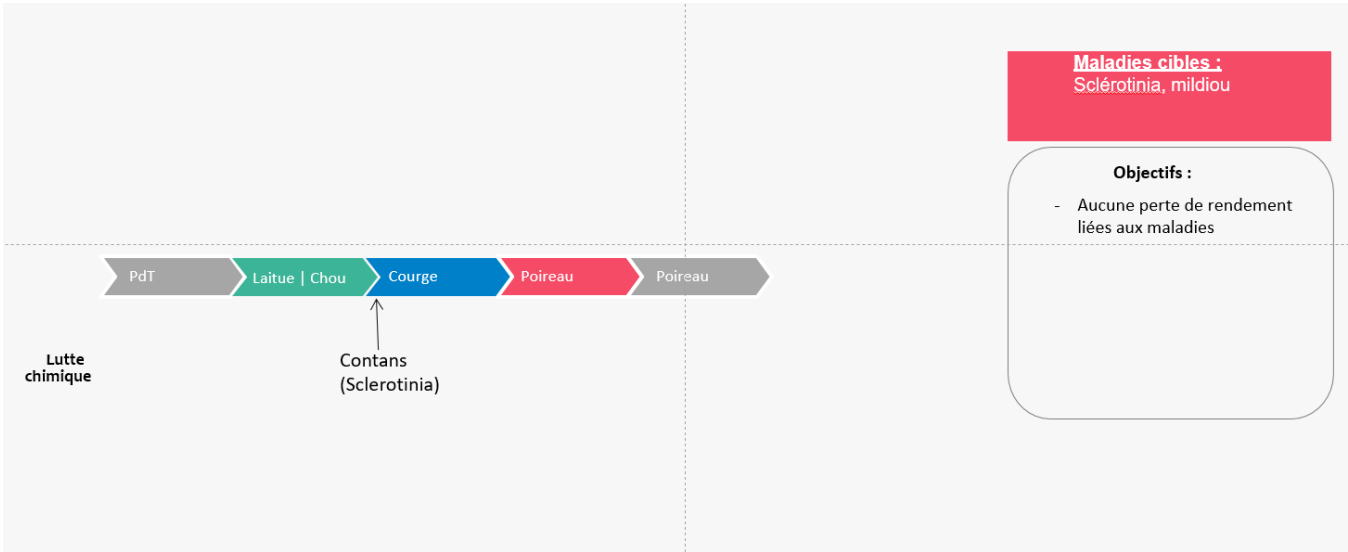 Maladies cibles :
Sclérotinia, mildiou
Objectifs :
- Aucune perte de rendement
liées aux maladies
PdT
Laitue | Chou
Courge
Poireau
Poireau
Lutte
chimique
Contans
(Sclerotinia)